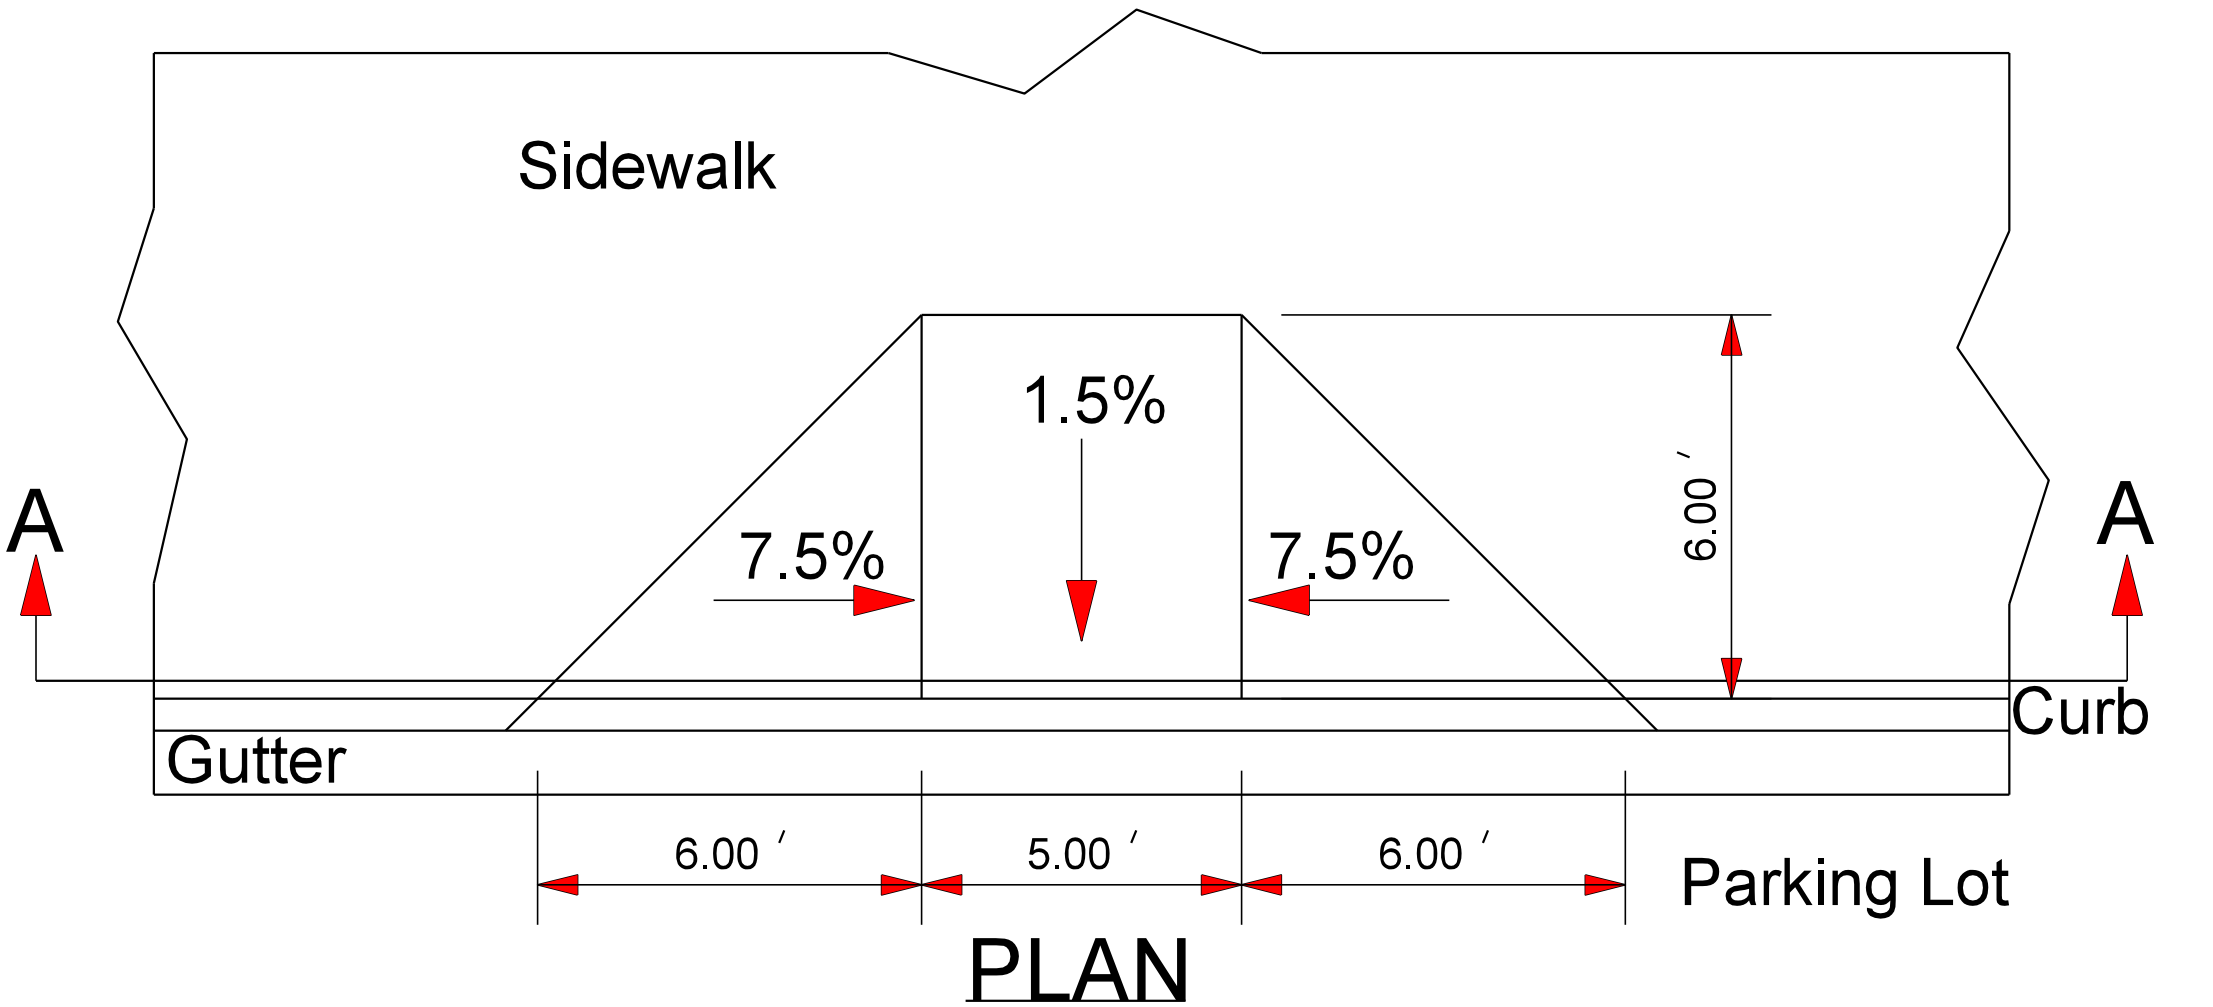 Sidewalk
1.5%
7.5%
7.5%
6.00 ′
A
A
Curb
Gutter
6.00 ′
5.00 ′
6.00 ′
Parking Lot
PLAN